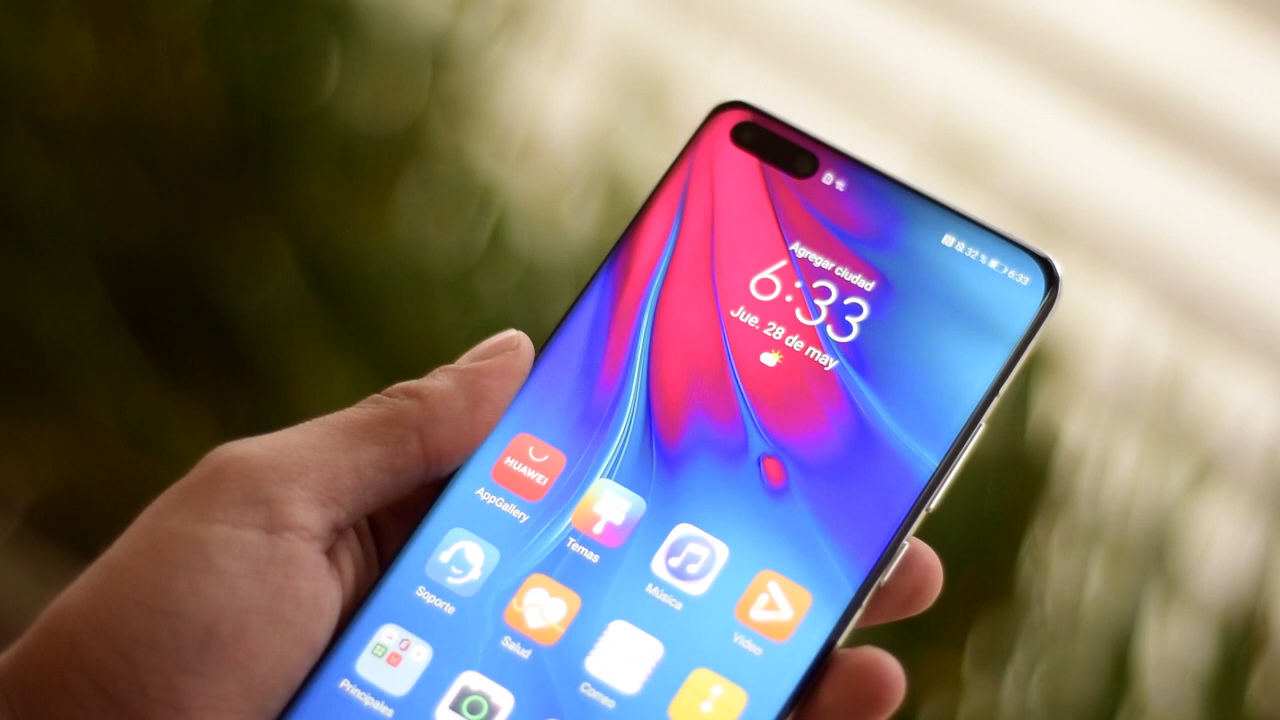 32 % 6:33
Agregar ciudad
6:33
Jue. 28 de may
HUAWEI
AppGallery
Temas
Música
Video
Soporte
Salud
Correo
Principales